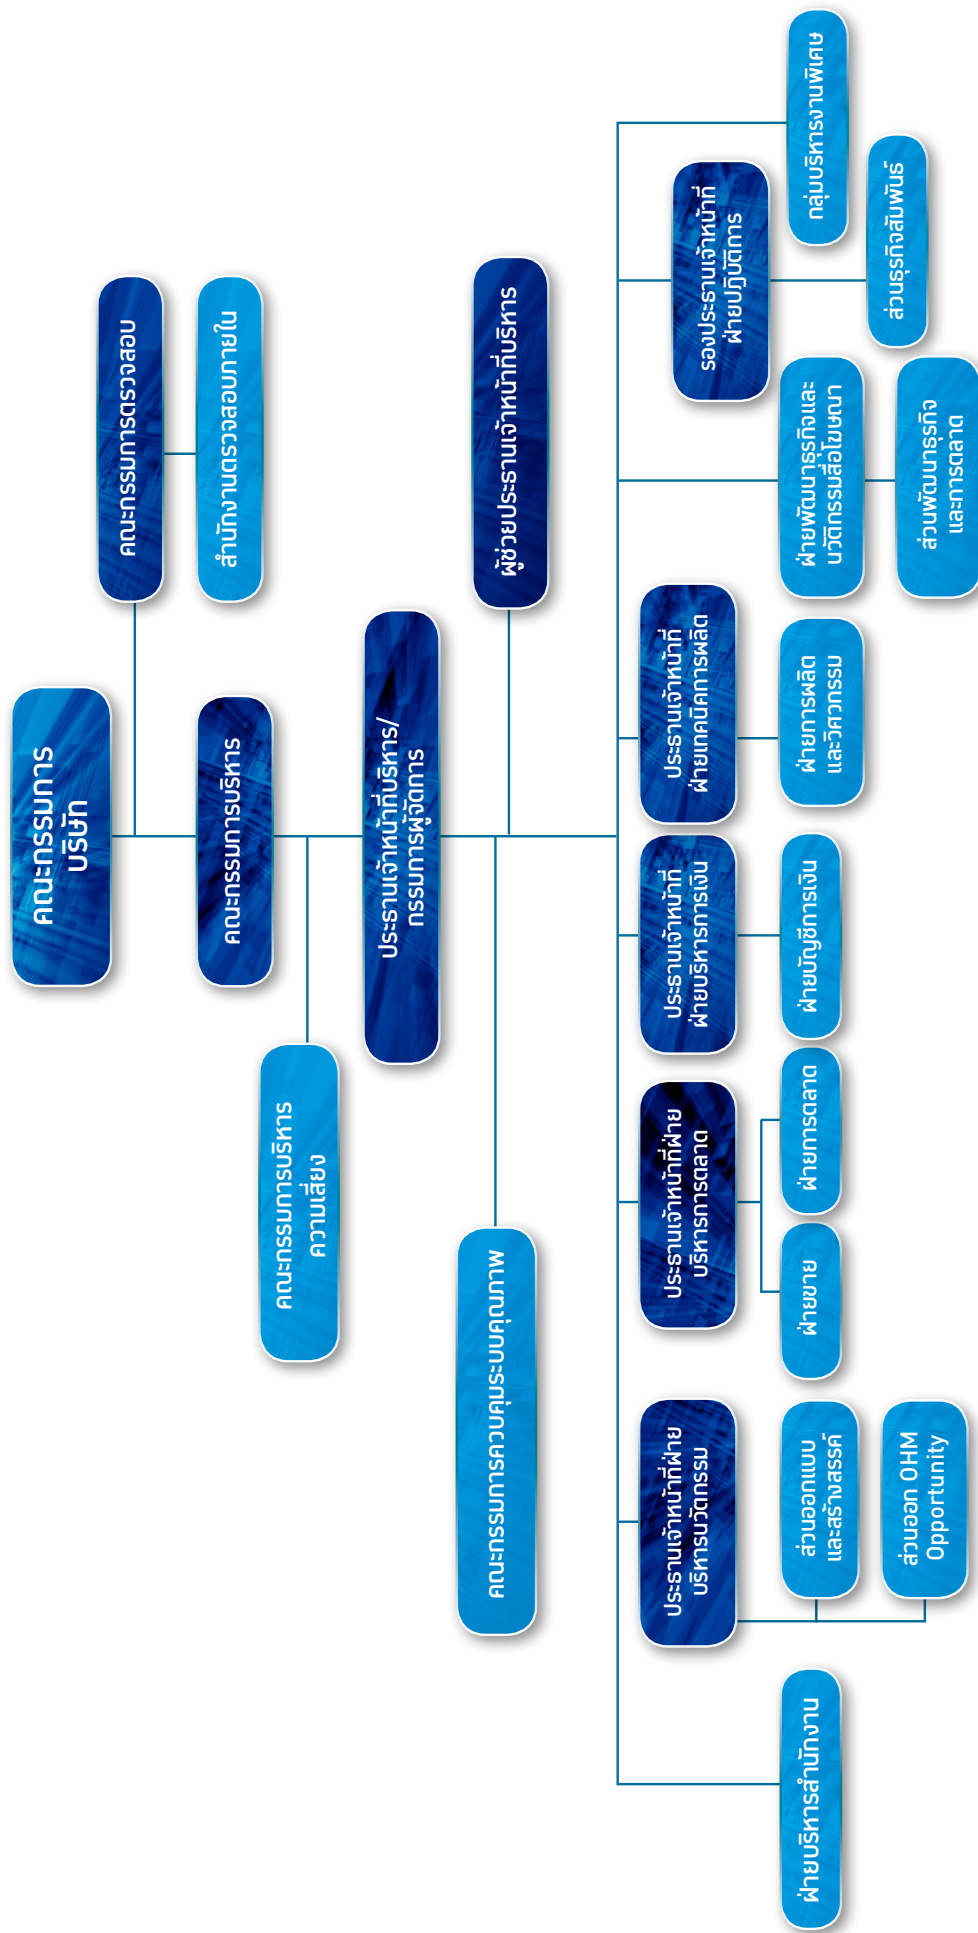 คณะกรรมการ
บริษัท
คณะกรรมการตรวจสอบ
สำนักงานตรวจสอบภายใน
คณะกรรมการบริหาร
คณะกรรมการบริหาร
ความเสี่ยง
ประธานเจ้าหน้าที่บริหาร/
กรรมการผู้จัดการ
ผู้ช่วยประธานเจ้าหน้าที่บริหาร
คณะกรรมการควบคุมระบบคุณภาพ
ฝ่ายบริหารสำนักงาน
ประธานเจ้าหน้าที่ฝ่าย
บริหารนวัตกรรม
ส่วนออกแบบ
และสร้างสรรค์
ส่วนออก OHM
Opportunity
ประธานเจ้าหน้าที่ฝ่าย
บริหารการตลาด
ฝ่ายขาย
ฝ่ายการตลาด
ประธานเจ้าหน้าที่
ฝ่ายบริหารการเงิน
ฝ่ายบัญชีการเงิน
ประธานเจ้าหน้าที่
ฝ่ายเทคนิคการผลิต
ฝ่ายการผลิต
และวิศวกรรม
ฝ่ายพัฒนาธุรกิจและ
นวัติกรรมสื่อโฆษณา
ส่วนพัฒนาธุรกิจ
และการตลาด
รองประธานเจ้าหน้าที่
ฝ่ายปฏิบัติการ
ส่วนธุรกิจสัมพันธ์
กลุ่มบริหารงานพิเศษ